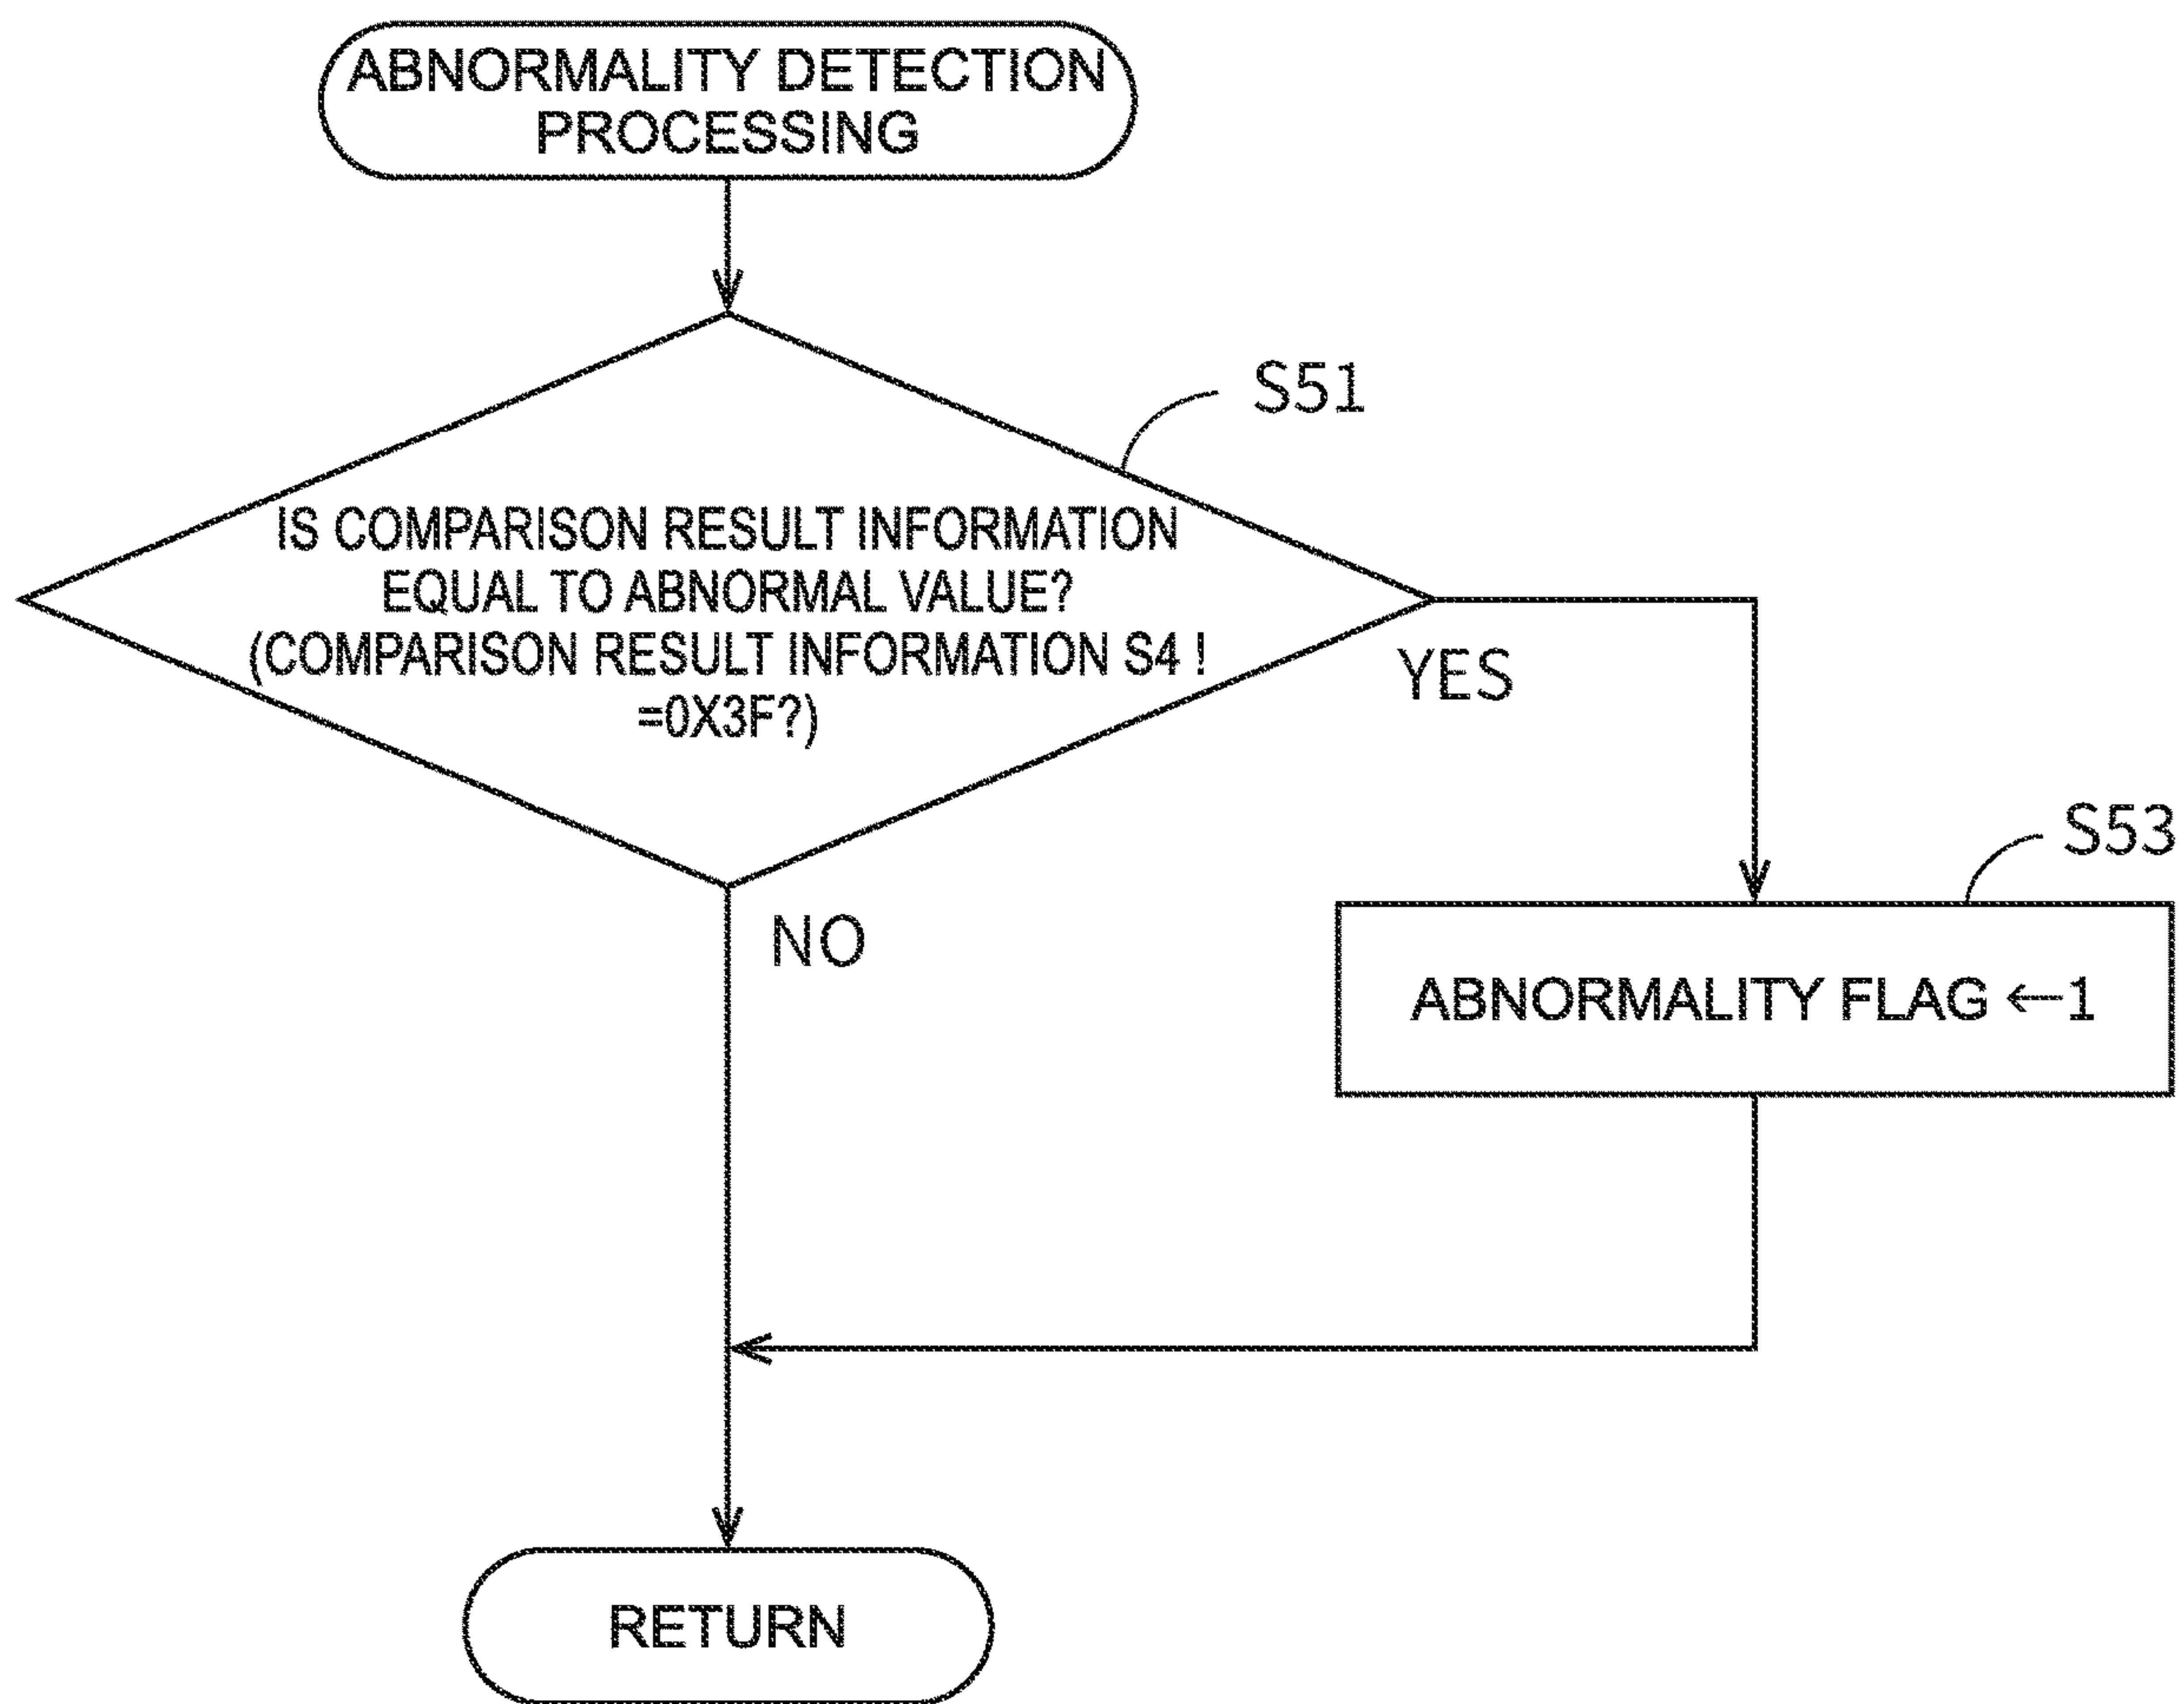 ABNORMALITY DETECTION
PROCESSING
S51
IS COMPARISON RESULT INFORMATION
EQUAL TO ABNORMAL VALUE?
(COMPARISON RESULT INFORMATION S4 !
=0X3F?)
YES
S53
NO
ABNORMALITY FLAG ←1
RETURN